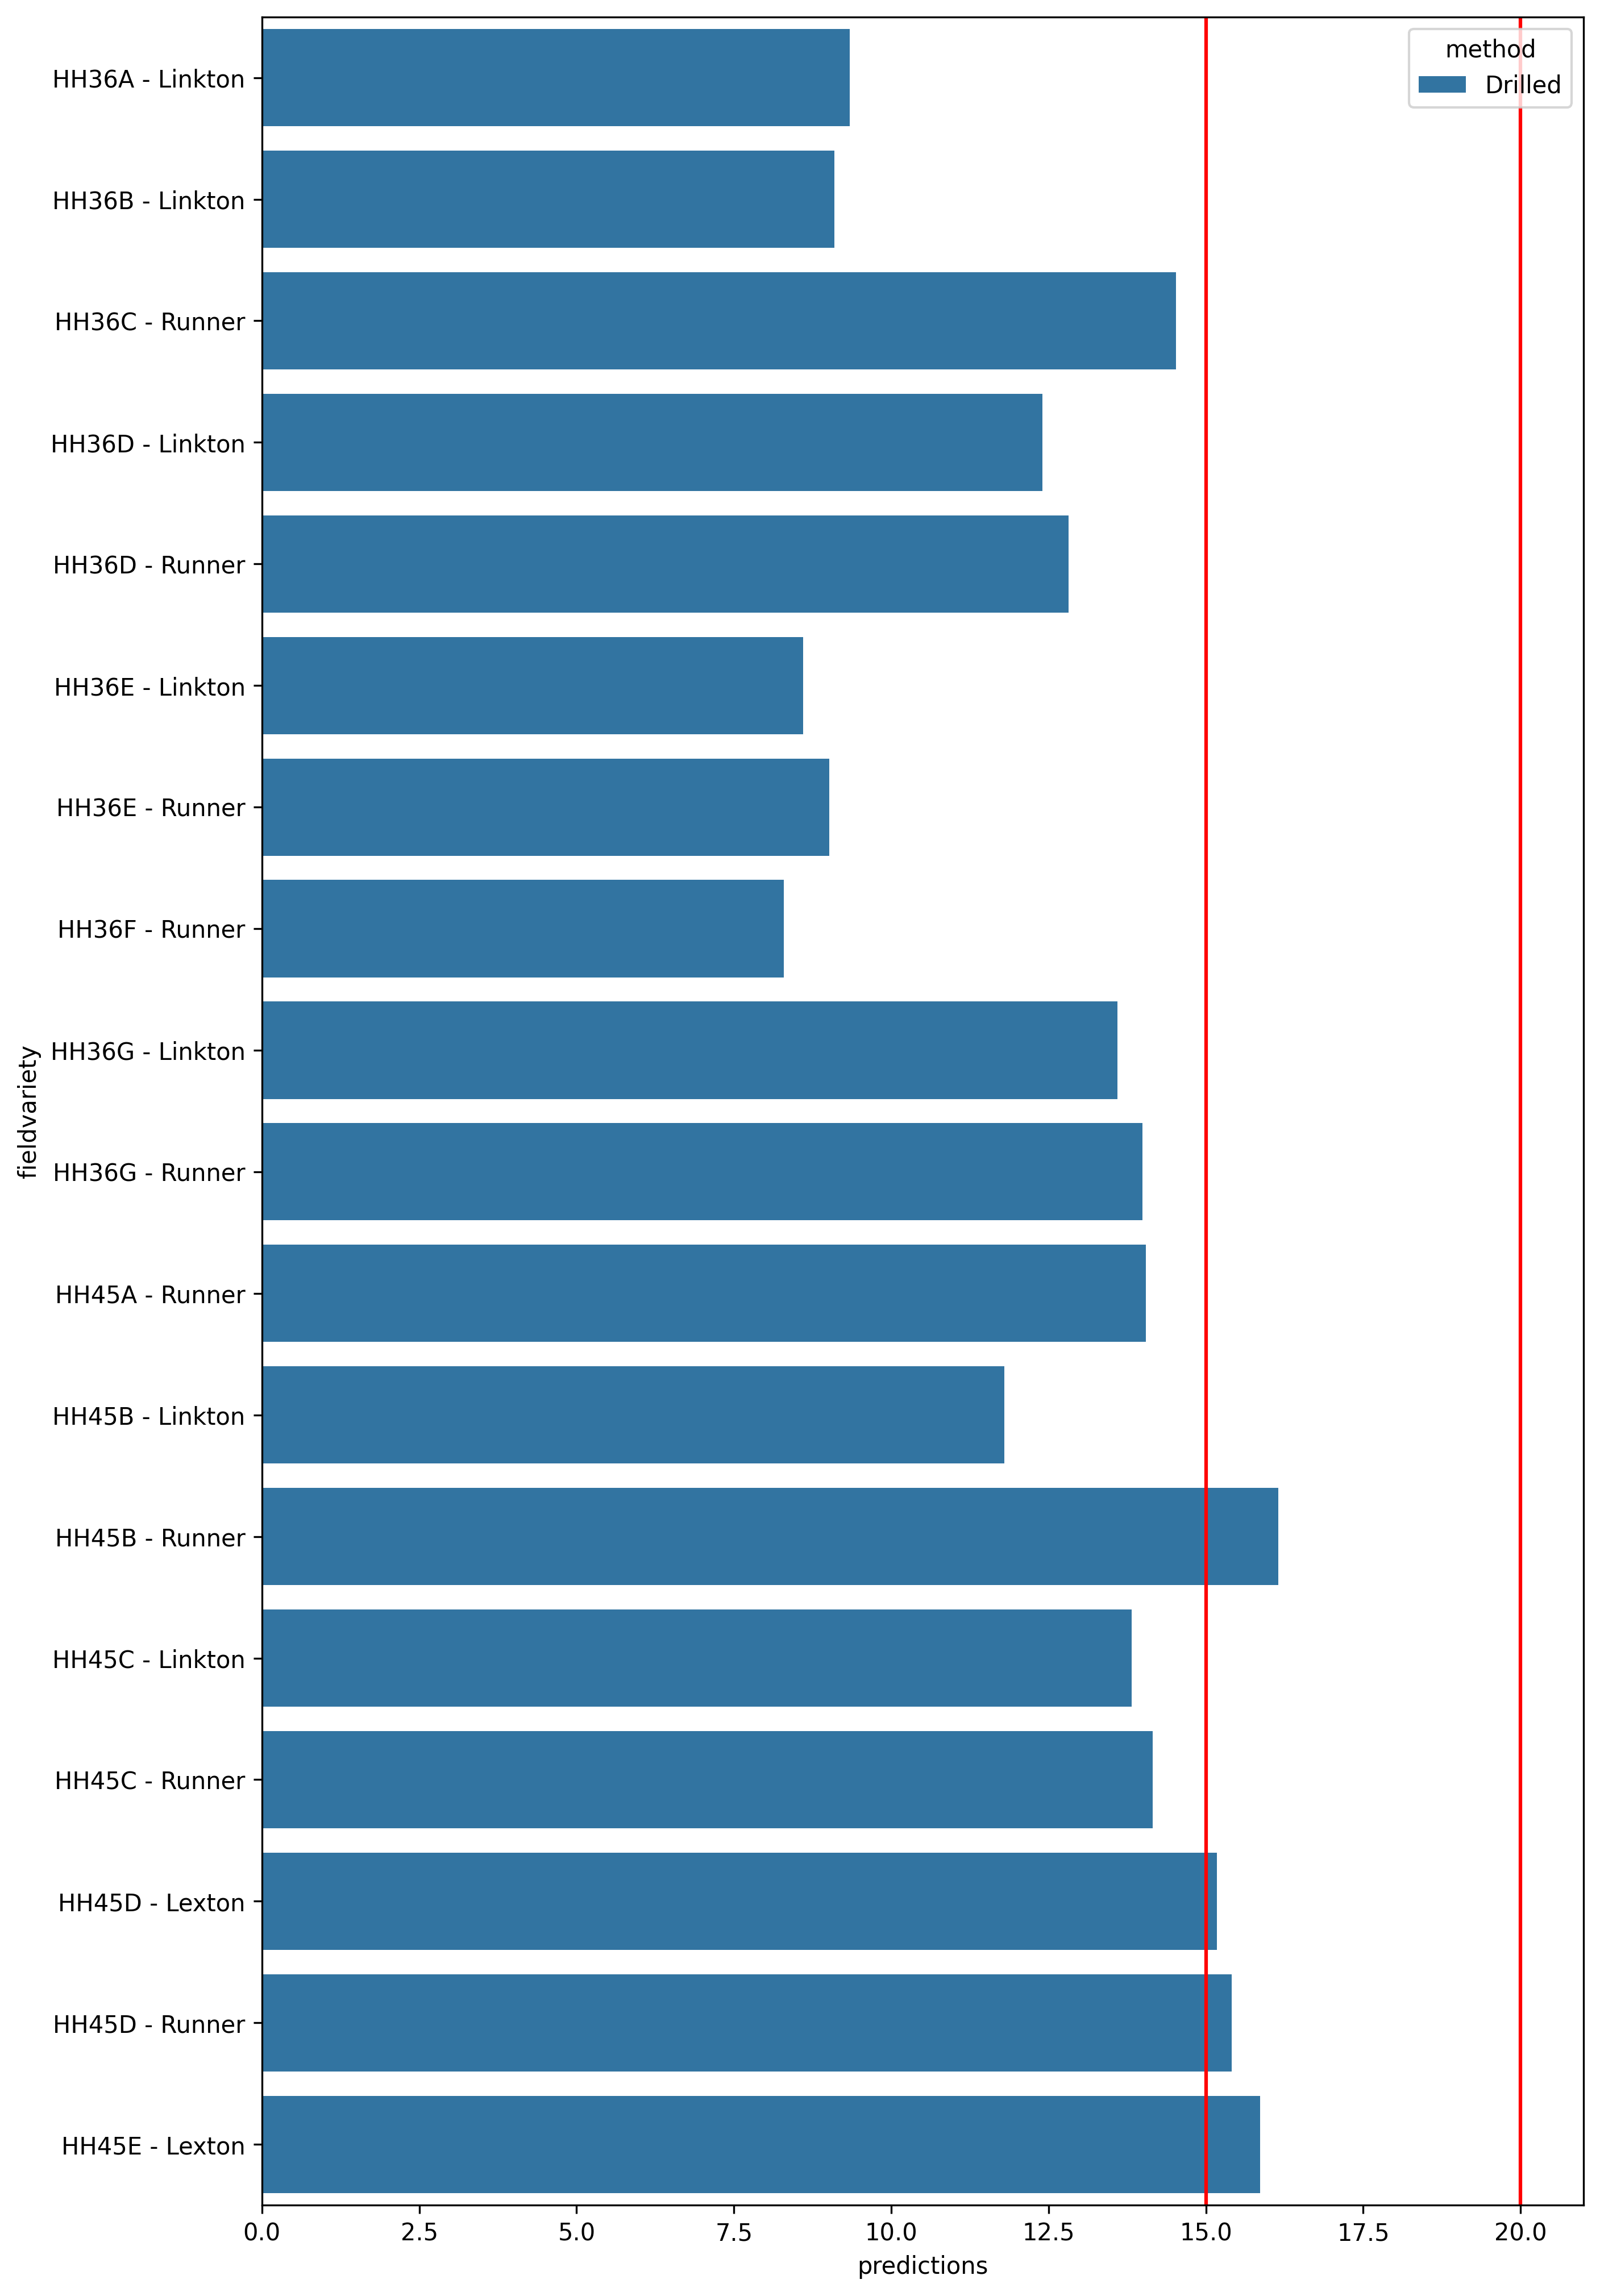 method
Drilled
HH36A - Linkton
HH36B - Linkton
HH36C - Runner
HH36D - Linkton
HH36D - Runner
HH36E - Linkton
HH36E - Runner
HH36F - Runner
HH36G - Linkton
HH36G - Runner
HH45A - Runner
HH45B - Linkton
HH45B - Runner
HH45C - Linkton
HH45C - Runner
HH45D - Lexton
HH45D - Runner
HH45E - Lexton
fieldvariety
0.0 2.5 5.0 7.5 10.0 12.5 15.0 17.5 20.0
predictions